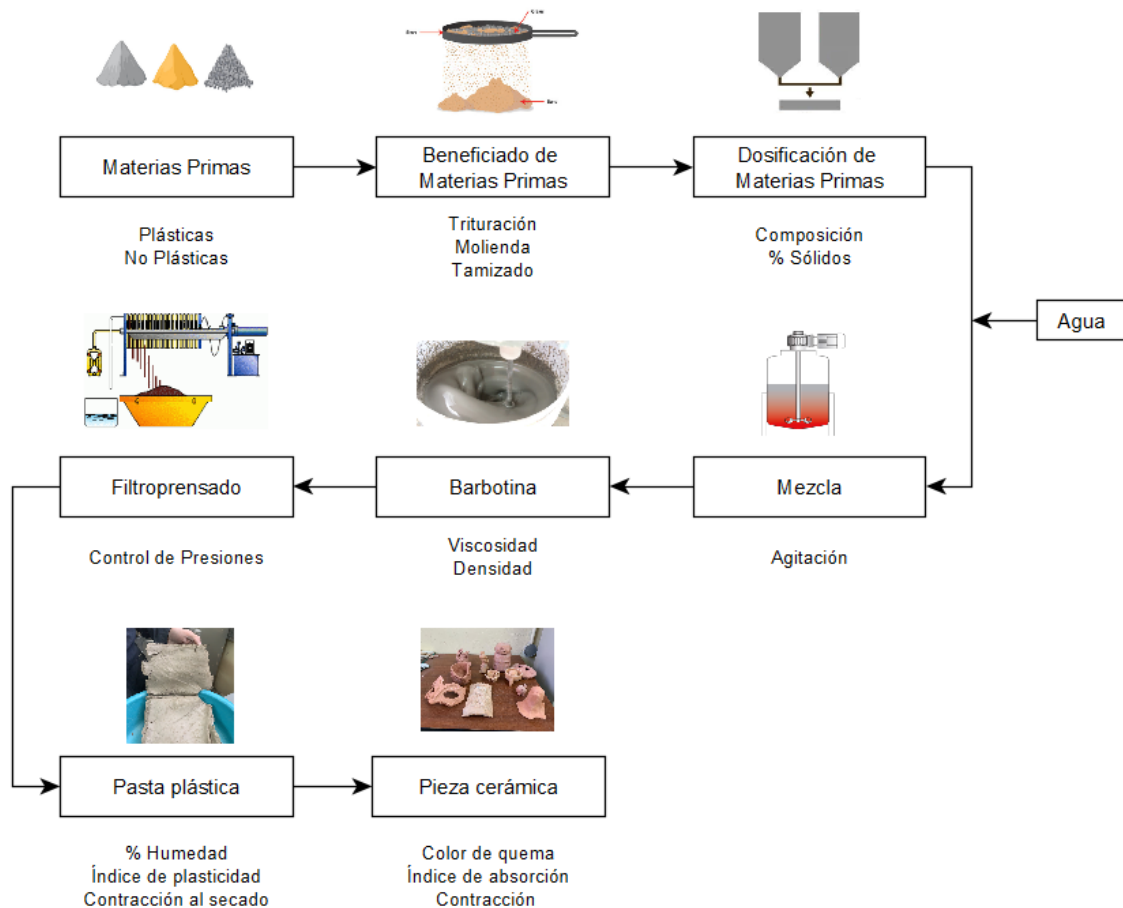 Materias Primas
Plásticas
No Plásticas
Beneficiado de
Materias Primas
Trituración
Molienda
Tamizado
Dosificación de
Materias Primas
Composición
% Sólidos
Agua
Mezcla
Agitación
Barbotina
Viscosidad
Densidad
Filtroprensado
Control de Presiones
Pasta plástica
% Humedad
Índice de plasticidad
Contracción al secado
Pieza cerámica
Color de quema
Índice de absorción
Contracción